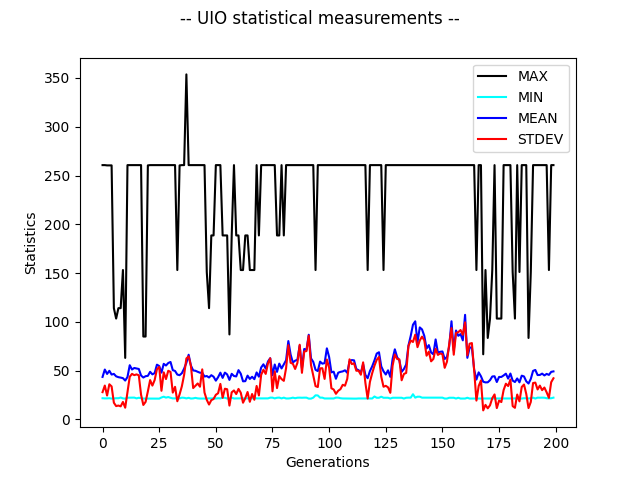 -- UIO statistical measurements --
MAX
MIN
MEAN
STDEV
Statistics
350
300
250
200
150
100
50
0
0 25 50 75 100 125 150 175 200
Generations